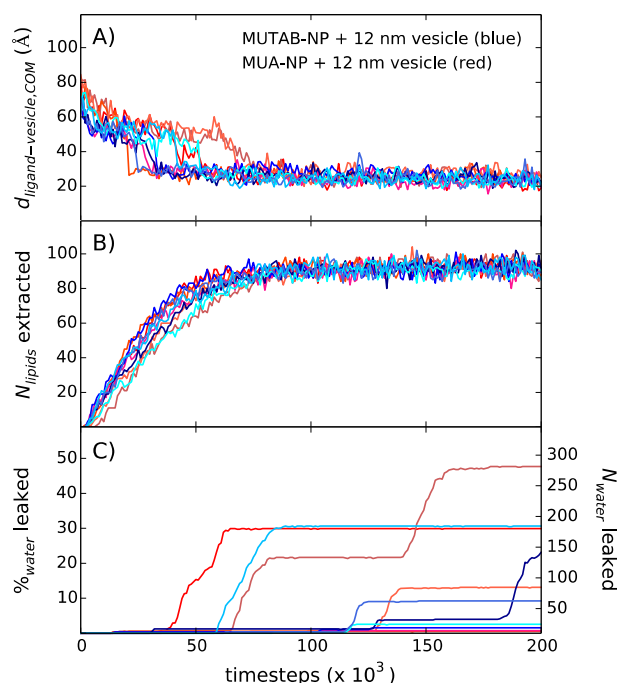 A)
MUTAB-NP + 12 nm vesicle (blue)
MUA-NP + 12 nm vesicle (red)
d_ligand−vesicle,COM (Å)
100
80
60
40
20
B)
N_lipids extracted
100
80
60
40
20
C)
%_water leaked
50
40
30
20
10
300
250
200
150
100
50
N_water leaked
0 50 100 150 200
timesteps (x 10^3)